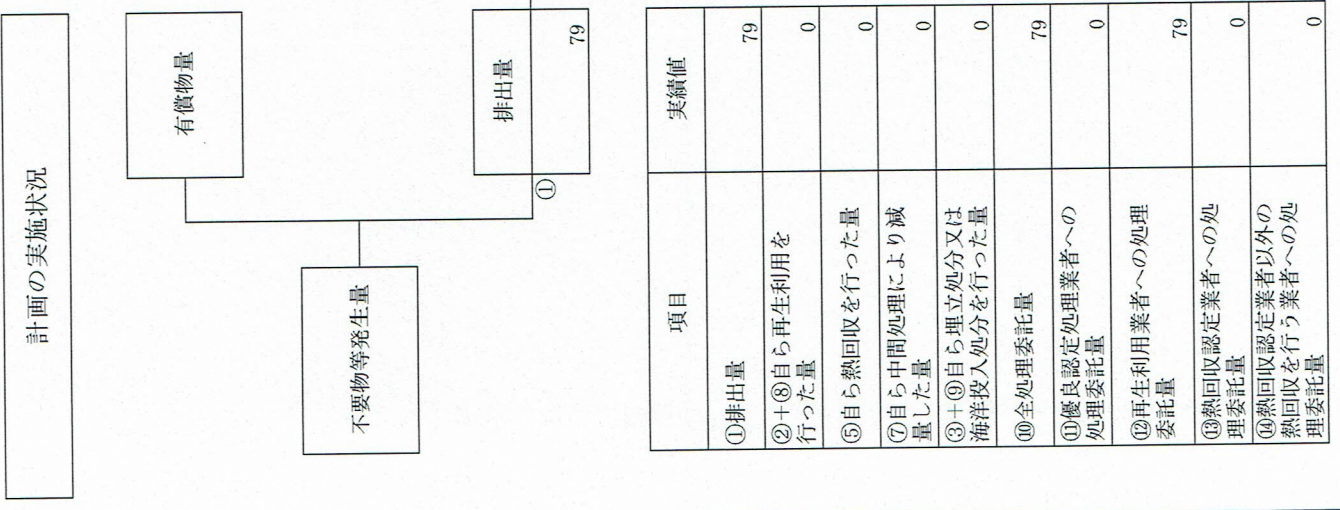 計画の実施状況
有償物量
不要物等発生量
①
排出量
79
項目
実績値
①排出量
79
②+⑧自ら再生利用を
行った量
0
⑤自ら熱回収を行った量
0
⑦自ら中間処理により減
量した量
0
③+⑨自ら埋立処分又は
海洋投入処分を行った量
0
⑩全処理委託量
79
⑪優良認定処理業者への
処理委託量
0
⑫再生利用業者への処理
委託量
79
⑬熱回収認定業者への処
理委託量
0
⑭熱回収認定業者以外の
熱回収を行う業者への処
理委託量
0